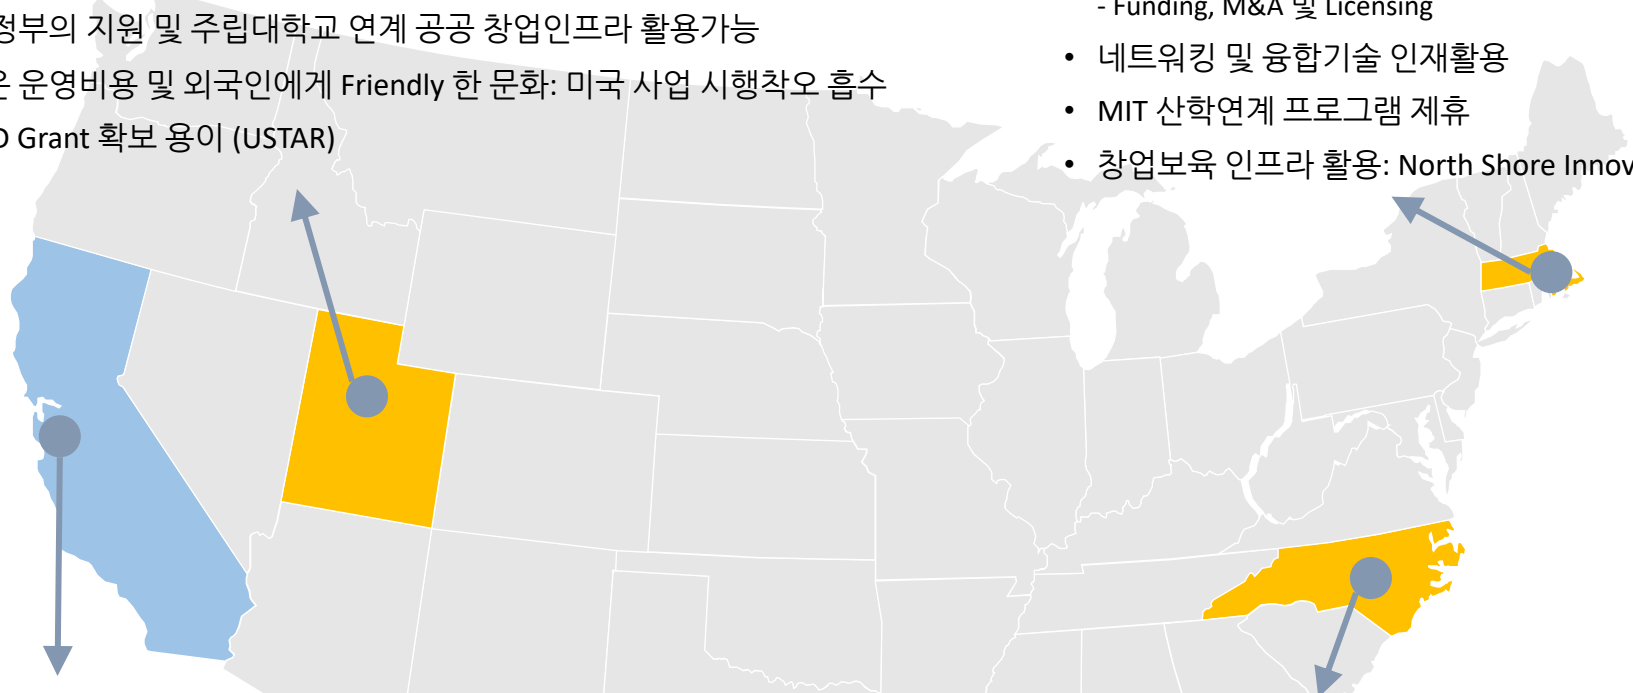 정부의 지원 및 주립대학교 연계 공공 창업인프라 활용가능
운영비용 및 외국인에게 Friendly 한 문화: 미국 사업 시행착오 흡수
Grant 확보 용이 (USTAR)
- Funding, M&A 및 Licensing
• 네트워킹 및 융합기술 인재활용
• MIT 산학연계 프로그램 제휴
• 창업보육 인프라 활용: North Shore Innov